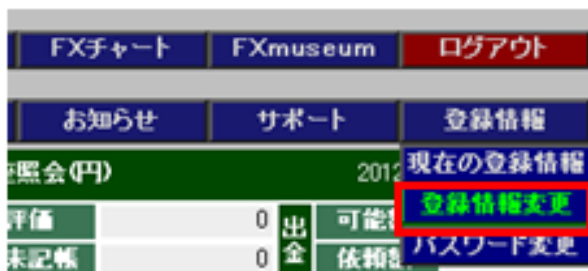 FXチャート FXmuseum ログアウト
お知らせ サポート 登録情報
照会(円) 2012 現在の登録情報
評価 0 出金 可能 登録情報変更
未記帳 0 依頼 パスワード変更